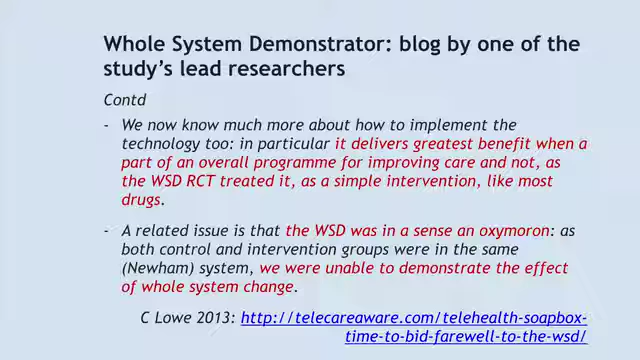 Whole System Demonstrator: blog by one of the
study's lead researchers
Contd
- We now know much more about how to implement the
technology too: in particular it delivers greatest benefit when a
part of an overall programme for improving care and not, as
the WSD RCT treated it, as a simple intervention, like most
drugs.
- A related issue is that the WSD was in a sense an oxymoron: as
both control and intervention groups were in the same
(Newham) system, we were unable to demonstrate the effect
of whole system change.
C Lowe 2013: http://telecareaware.com/telehealth-soapbox-
time-to-bid-farewell-to-the-wsd/